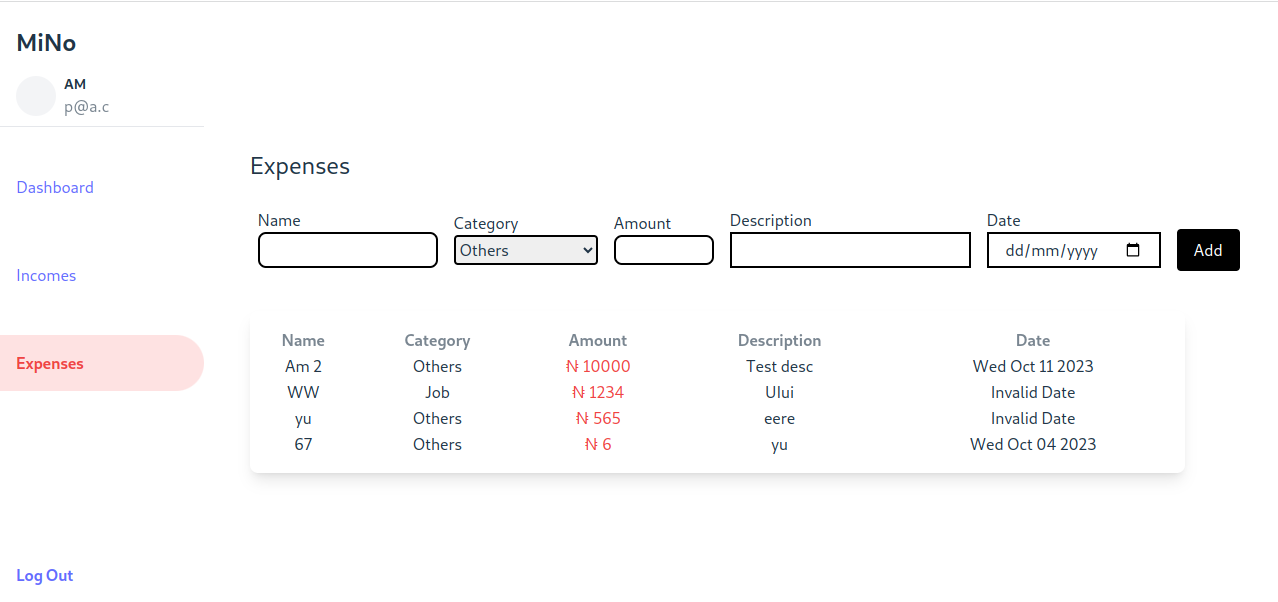 MiNo
AM
p@a.c
Dashboard
Incomes
Expenses
Log Out
Expenses
Name Category Amount Description Date
Others dd/mm/yyyy Add
Name Category Amount Description Date
Am 2 Others ₦ 10000 Test desc Wed Oct 11 2023
WW Job ₦ 1234 UIui Invalid Date
yu Others ₦ 565 eere Invalid Date
67 Others ₦ 6 yu Wed Oct 04 2023